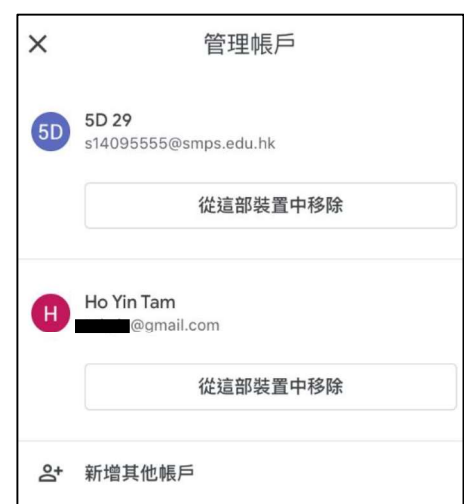 管理帳戶
5D
5D 29
s14095555@smps.edu.hk
從這部裝置中移除
H
Ho Yin Tam
@gmail.com
從這部裝置中移除
新增其他帳戶